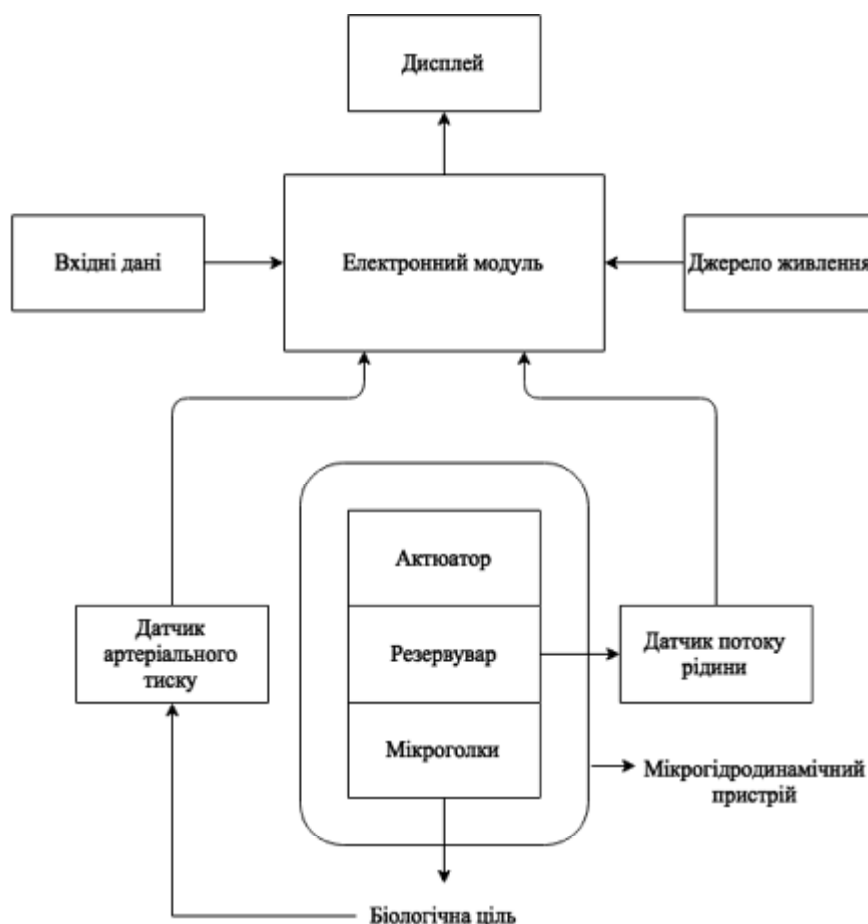 Дисплей
Вхідні дані
Електронний модуль
Джерело живлення
Актюатор
Датчик
артеріального
тиску
Резервувар
Датчик потоку
рідини
Мікроголки
Мікрогідродинамічний
пристрій
Біологічна ціль